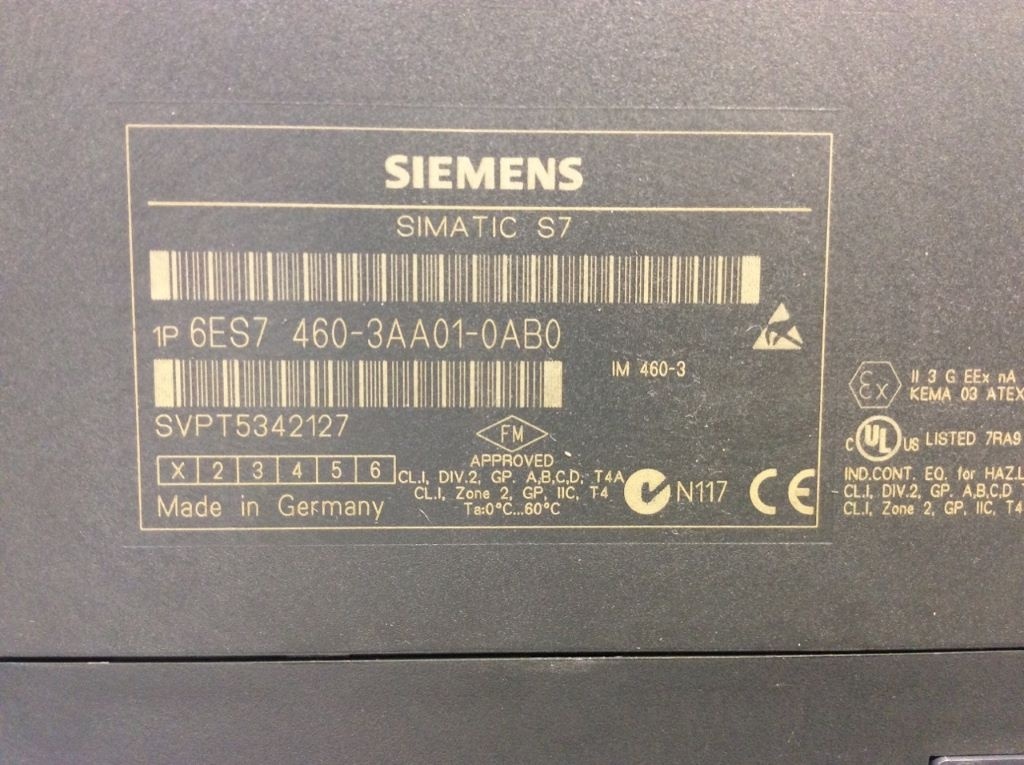 SIEMENS
SIMATIC S7
1P 6ES7 460-3AA01-0AB0
IM 460-3
SVPT5342127
FM
APPROVED
X 2 3 4 5 6
CL.I, DIV.2, GP. A,B,C,D, T4A
CL.I, Zone 2, GP. IIC, T4
Ta:0°C...60°C
Made in Germany
N117
CE
Ex
II 3 G EEx nA
KEMA 03 ATEX
c UL us LISTED 7RA9
IND.CONT. EQ. for HAZ.L
CL.I, DIV.2, GP. A,B,C,D
CL.I, Zone 2, GP. IIC, T4